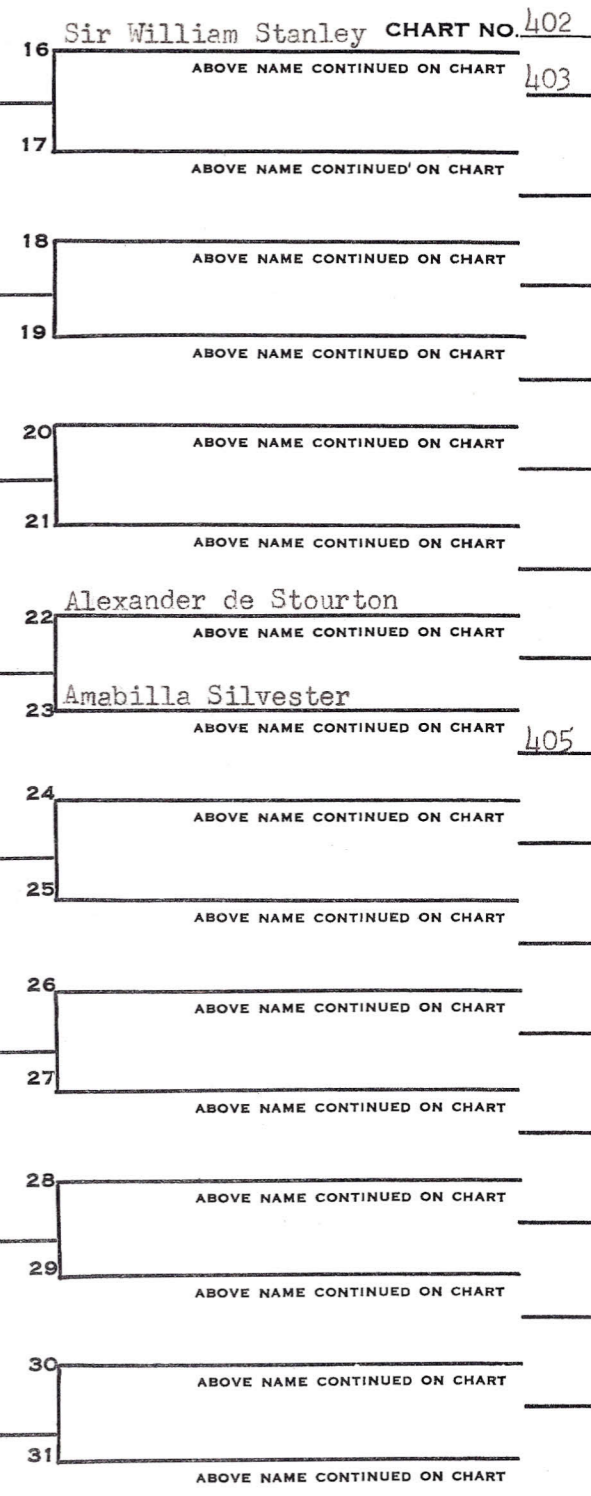 Sir William Stanley CHART NO. 402
16
ABOVE NAME CONTINUED ON CHART 403
17
ABOVE NAME CONTINUED' ON CHART
18
ABOVE NAME CONTINUED ON CHART
19
ABOVE NAME CONTINUED ON CHART
20
ABOVE NAME CONTINUED ON CHART
21
ABOVE NAME CONTINUED ON CHART
Alexander de Stourton
22
ABOVE NAME CONTINUED ON CHART
Amabilla Silvester
23
ABOVE NAME CONTINUED ON CHART 405
24
ABOVE NAME CONTINUED ON CHART
25
ABOVE NAME CONTINUED ON CHART
26
ABOVE NAME CONTINUED ON CHART
27
ABOVE NAME CONTINUED ON CHART
28
ABOVE NAME CONTINUED ON CHART
29
ABOVE NAME CONTINUED ON CHART
30
ABOVE NAME CONTINUED ON CHART
31
ABOVE NAME CONTINUED ON CHART